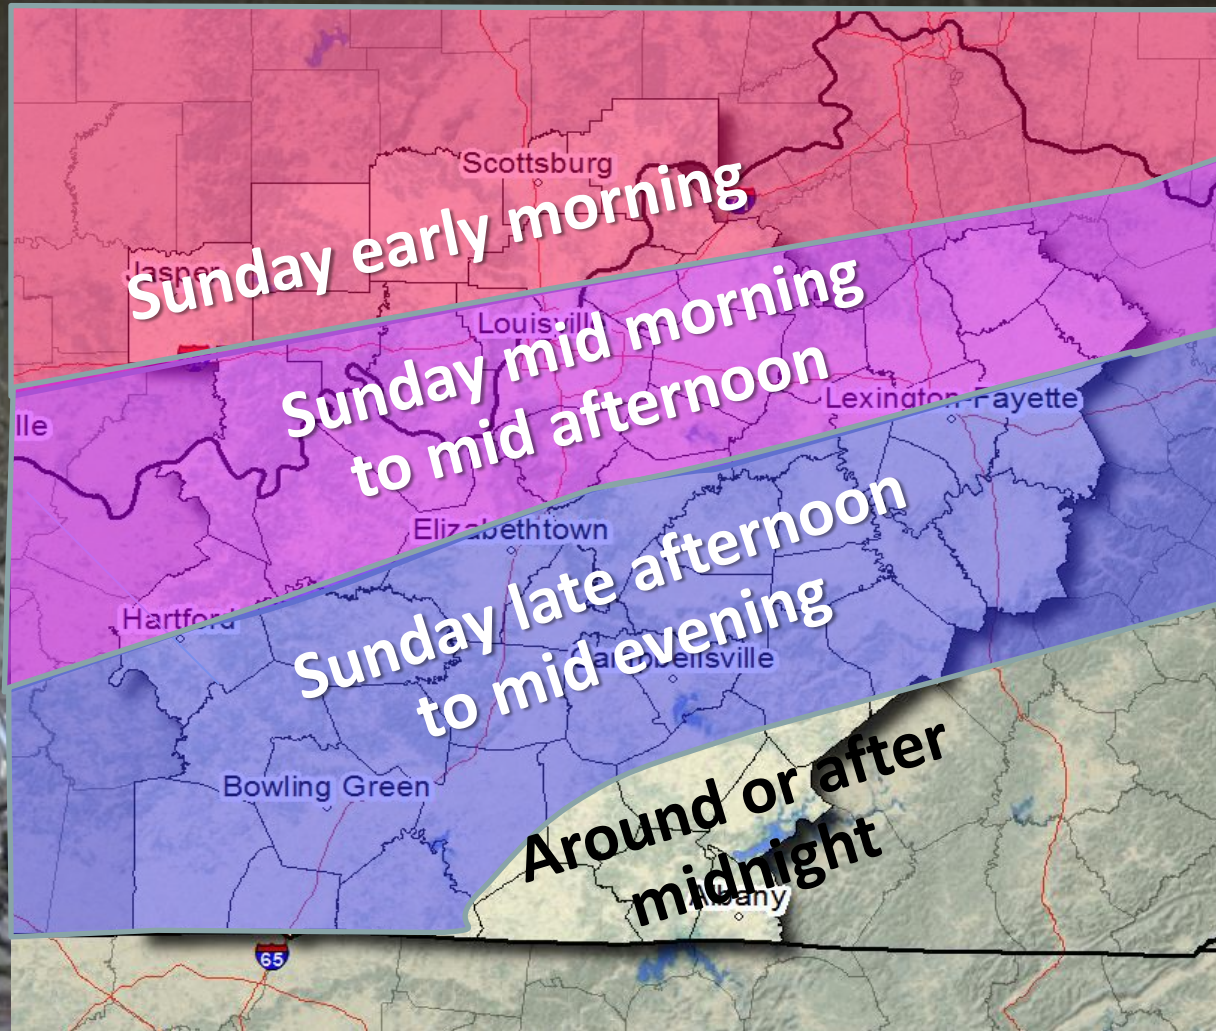 Scottsburg
Sunday early morning
Jasper
Louisville
Sunday mid morning
to mid afternoon
Lexington-Fayette
lle
Elizabethtown
Sunday late afternoon
to mid evening
Hartford
Campbellsville
Bowling Green
Around or after
midnight
Albany
65